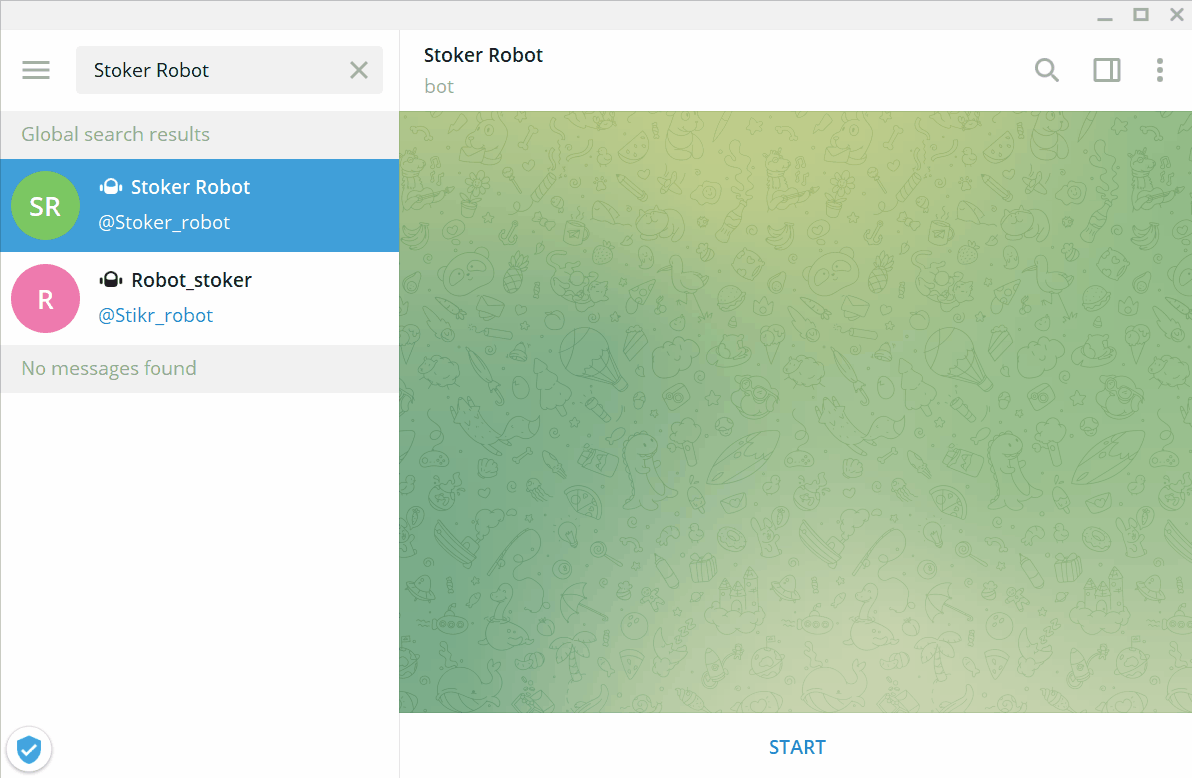 Stoker Robot
Global search results
SR
Stoker Robot
@Stoker_robot
R
Robot_stoker
@Stikr_robot
No messages found
Stoker Robot
bot
START